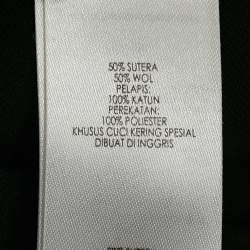 50% SUTERA
50% WOL
PELAPIS:
100% KATUN
PEREKATAN:
100% POLIESTER
KHUSUS CUCI KERING SPESIAL
DIBUAT DI INGGRIS